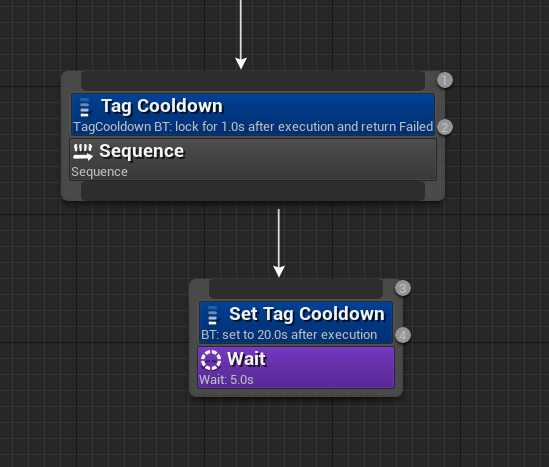 1
Tag Cooldown
TagCooldown BT: lock for 1.0s after execution and return Failed
2
Sequence
Sequence
3
Set Tag Cooldown
BT: set to 20.0s after execution
4
Wait
Wait: 5.0s